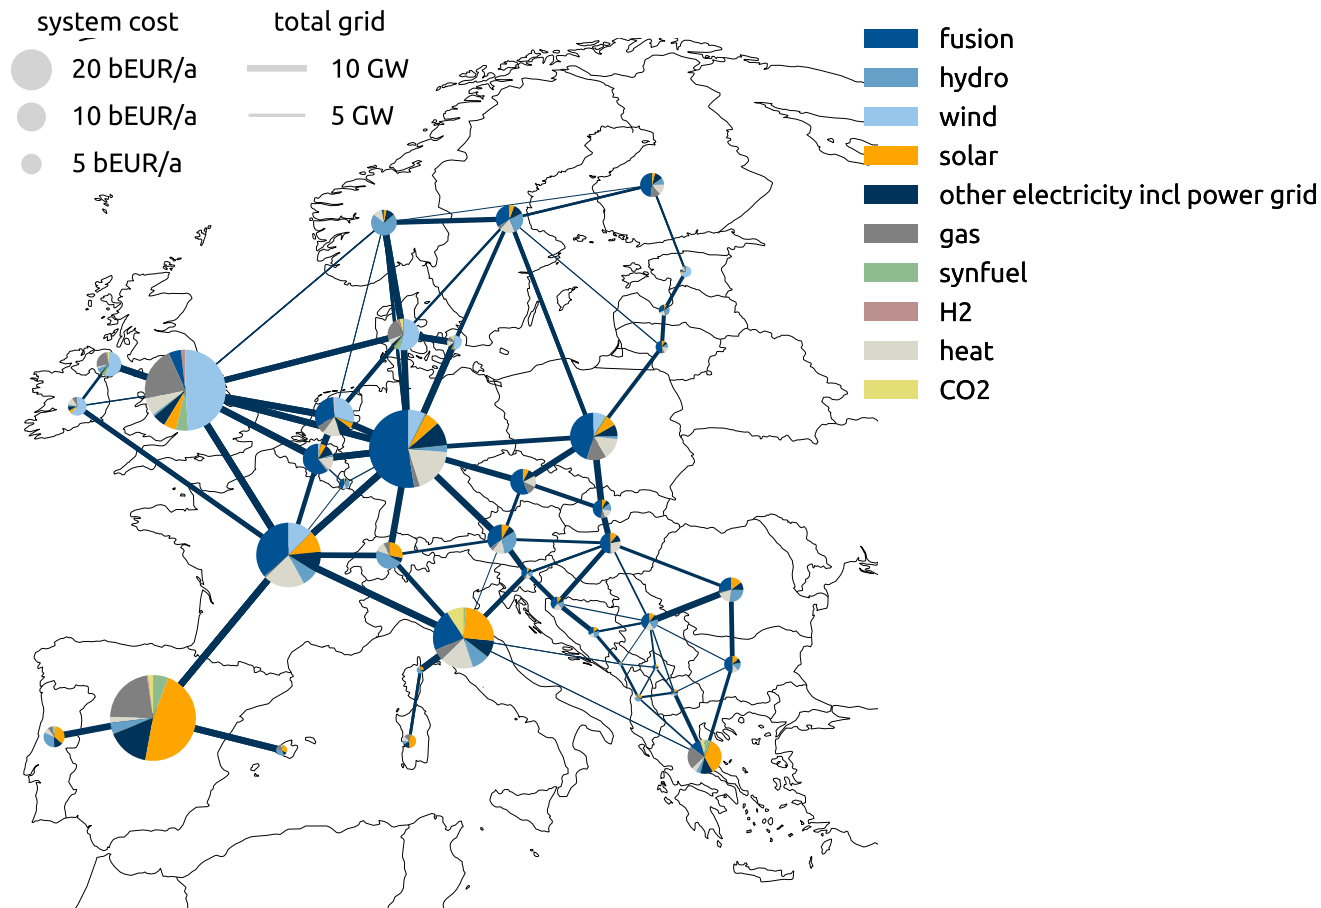 system cost
20 bEUR/a
10 bEUR/a
5 bEUR/a
total grid
10 GW
5 GW
fusion
hydro
wind
solar
other electricity incl power grid
gas
synfuel
H2
heat
CO2